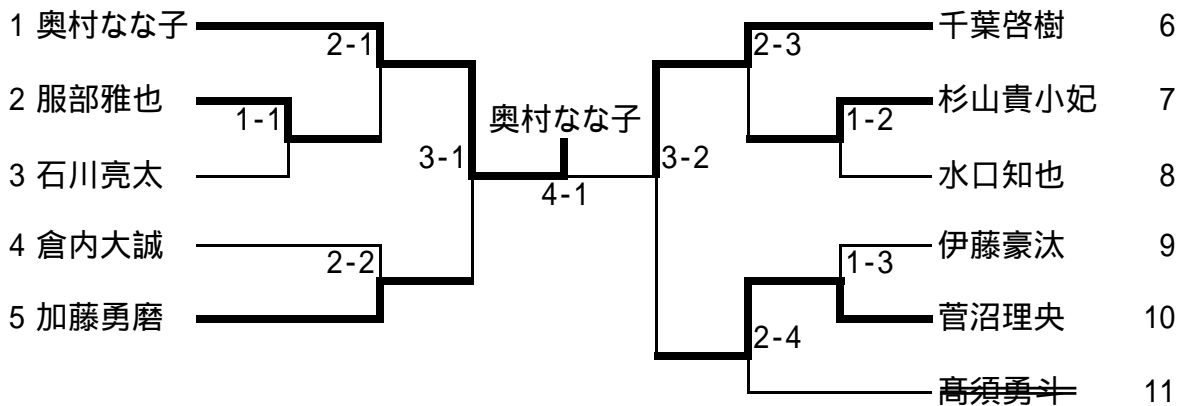 1 奥村なな子
2 服部雅也
3 石川亮太
4 倉内大誠
5 加藤勇磨
2-1
1-1
2-2
3-1
奥村なな子
4-1
3-2
2-3
1-2
1-3
2-4
千葉啓樹 6
杉山貴小妃 7
水口知也 8
伊藤豪汰 9
菅沼理央 10
髙須勇斗 11